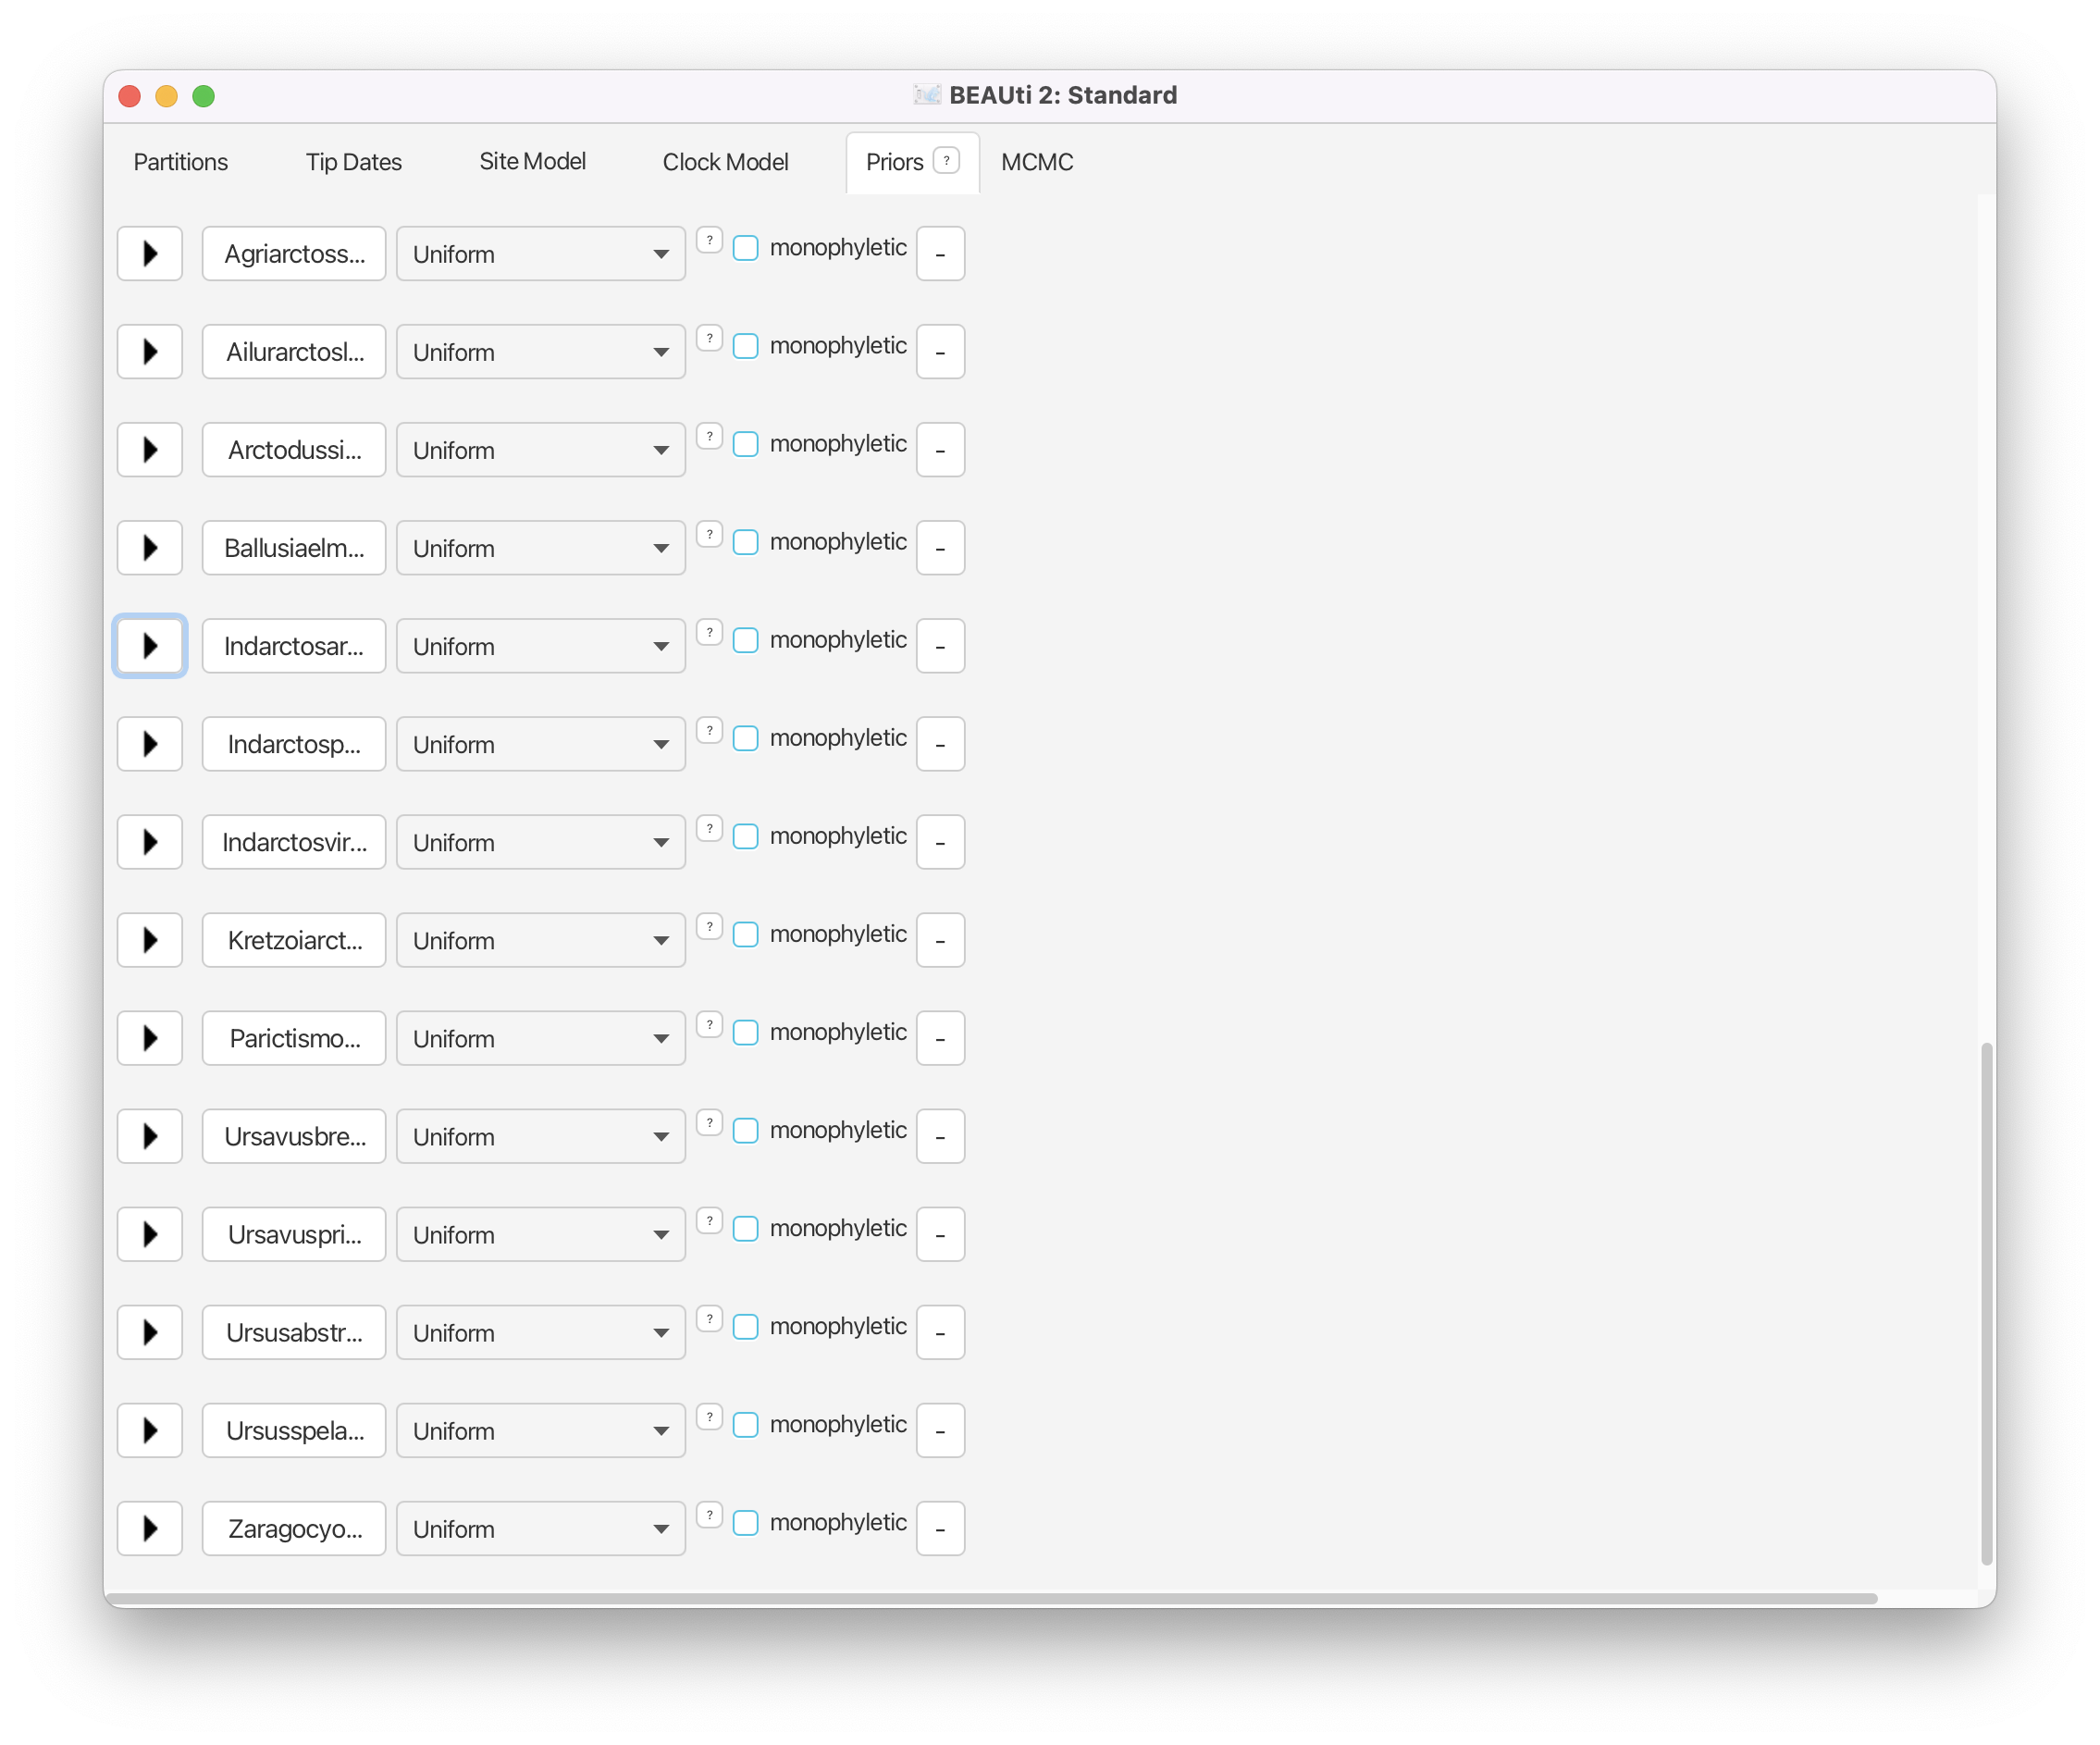 BEAUti 2: Standard
Partitions Tip Dates Site Model Clock Model Priors ? MCMC
Agriarctoss... Uniform ? monophyletic -
Ailurarctosl... Uniform ? monophyletic -
Arctodussi... Uniform ? monophyletic -
Ballusiaelm... Uniform ? monophyletic -
Indarctosar... Uniform ? monophyletic -
Indarctosp... Uniform ? monophyletic -
Indarctosvir... Uniform ? monophyletic -
Kretzoiarct... Uniform ? monophyletic -
Parictismo... Uniform ? monophyletic -
Ursavusbre... Uniform ? monophyletic -
Ursavuspri... Uniform ? monophyletic -
Ursusabstr... Uniform ? monophyletic -
Ursusspela... Uniform ? monophyletic -
Zaragocyo... Uniform ? monophyletic -